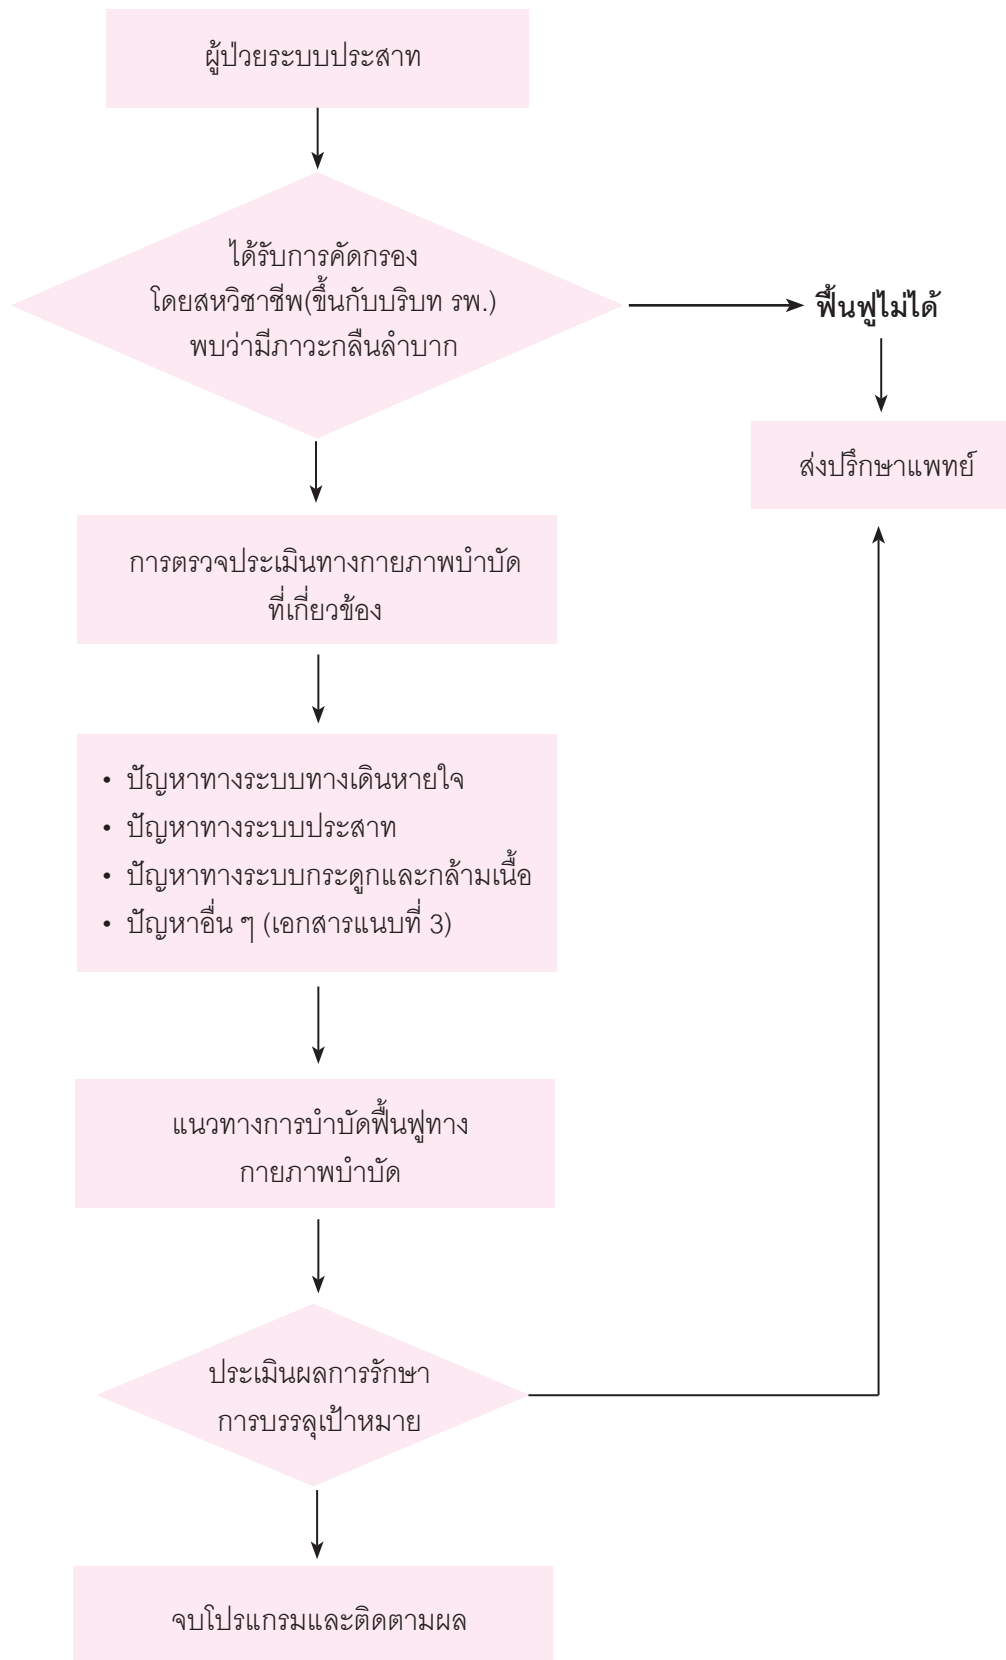 ผู้ป่วยระบบประสาท
ได้รับการคัดกรอง
โดยสหวิชาชีพ(ขึ้นกับบริบท รพ.)
พบว่ามีภาวะกลืนลำบาก
ฟื้นฟูไม่ได้
ส่งปรึกษาแพทย์
การตรวจประเมินทางกายภาพบำบัด
ที่เกี่ยวข้อง
• ปัญหาทางระบบทางเดินหายใจ
• ปัญหาทางระบบประสาท
• ปัญหาทางระบบกระดูกและกล้ามเนื้อ
• ปัญหาอื่น ๆ (เอกสารแนบที่ 3)
แนวทางการบำบัดฟื้นฟูทาง
กายภาพบำบัด
ประเมินผลการรักษา
การบรรลุเป้าหมาย
จบโปรแกรมและติดตามผล